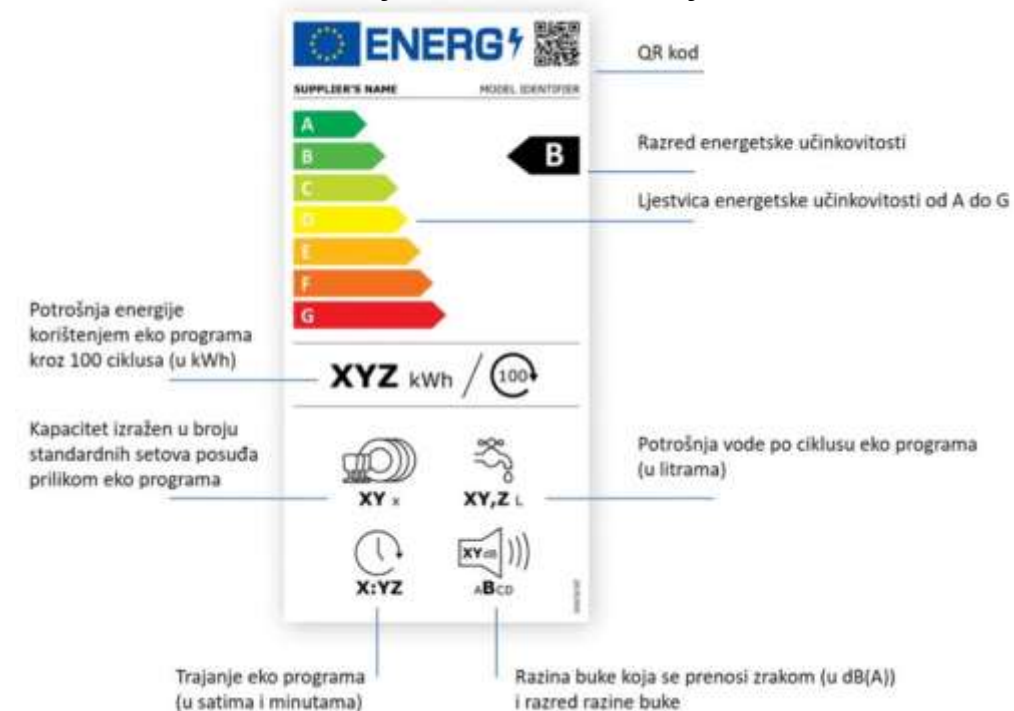 ENERG
QR kod
SUPPLIER'S NAME
MODEL IDENTIFIER
A
B
B
Razred energetske učinkovitosti
C
Ljestvica energetske učinkovitosti od A do G
D
E
F
G
Potrošnja energije
korištenjem eko programa
kroz 100 ciklusa (u kWh)
XYZ kWh / 100
Kapacitet izražen u broju
standardnih setova posuđa
prilikom eko programa
Potrošnja vode po ciklusu eko programa
(u litrama)
XY x
XY,Z L
XY dB
X:YZ
ABCD
Trajanje eko programa
(u satima i minutama)
Razina buke koja se prenosi zrakom (u dB(A))
i razred razine buke